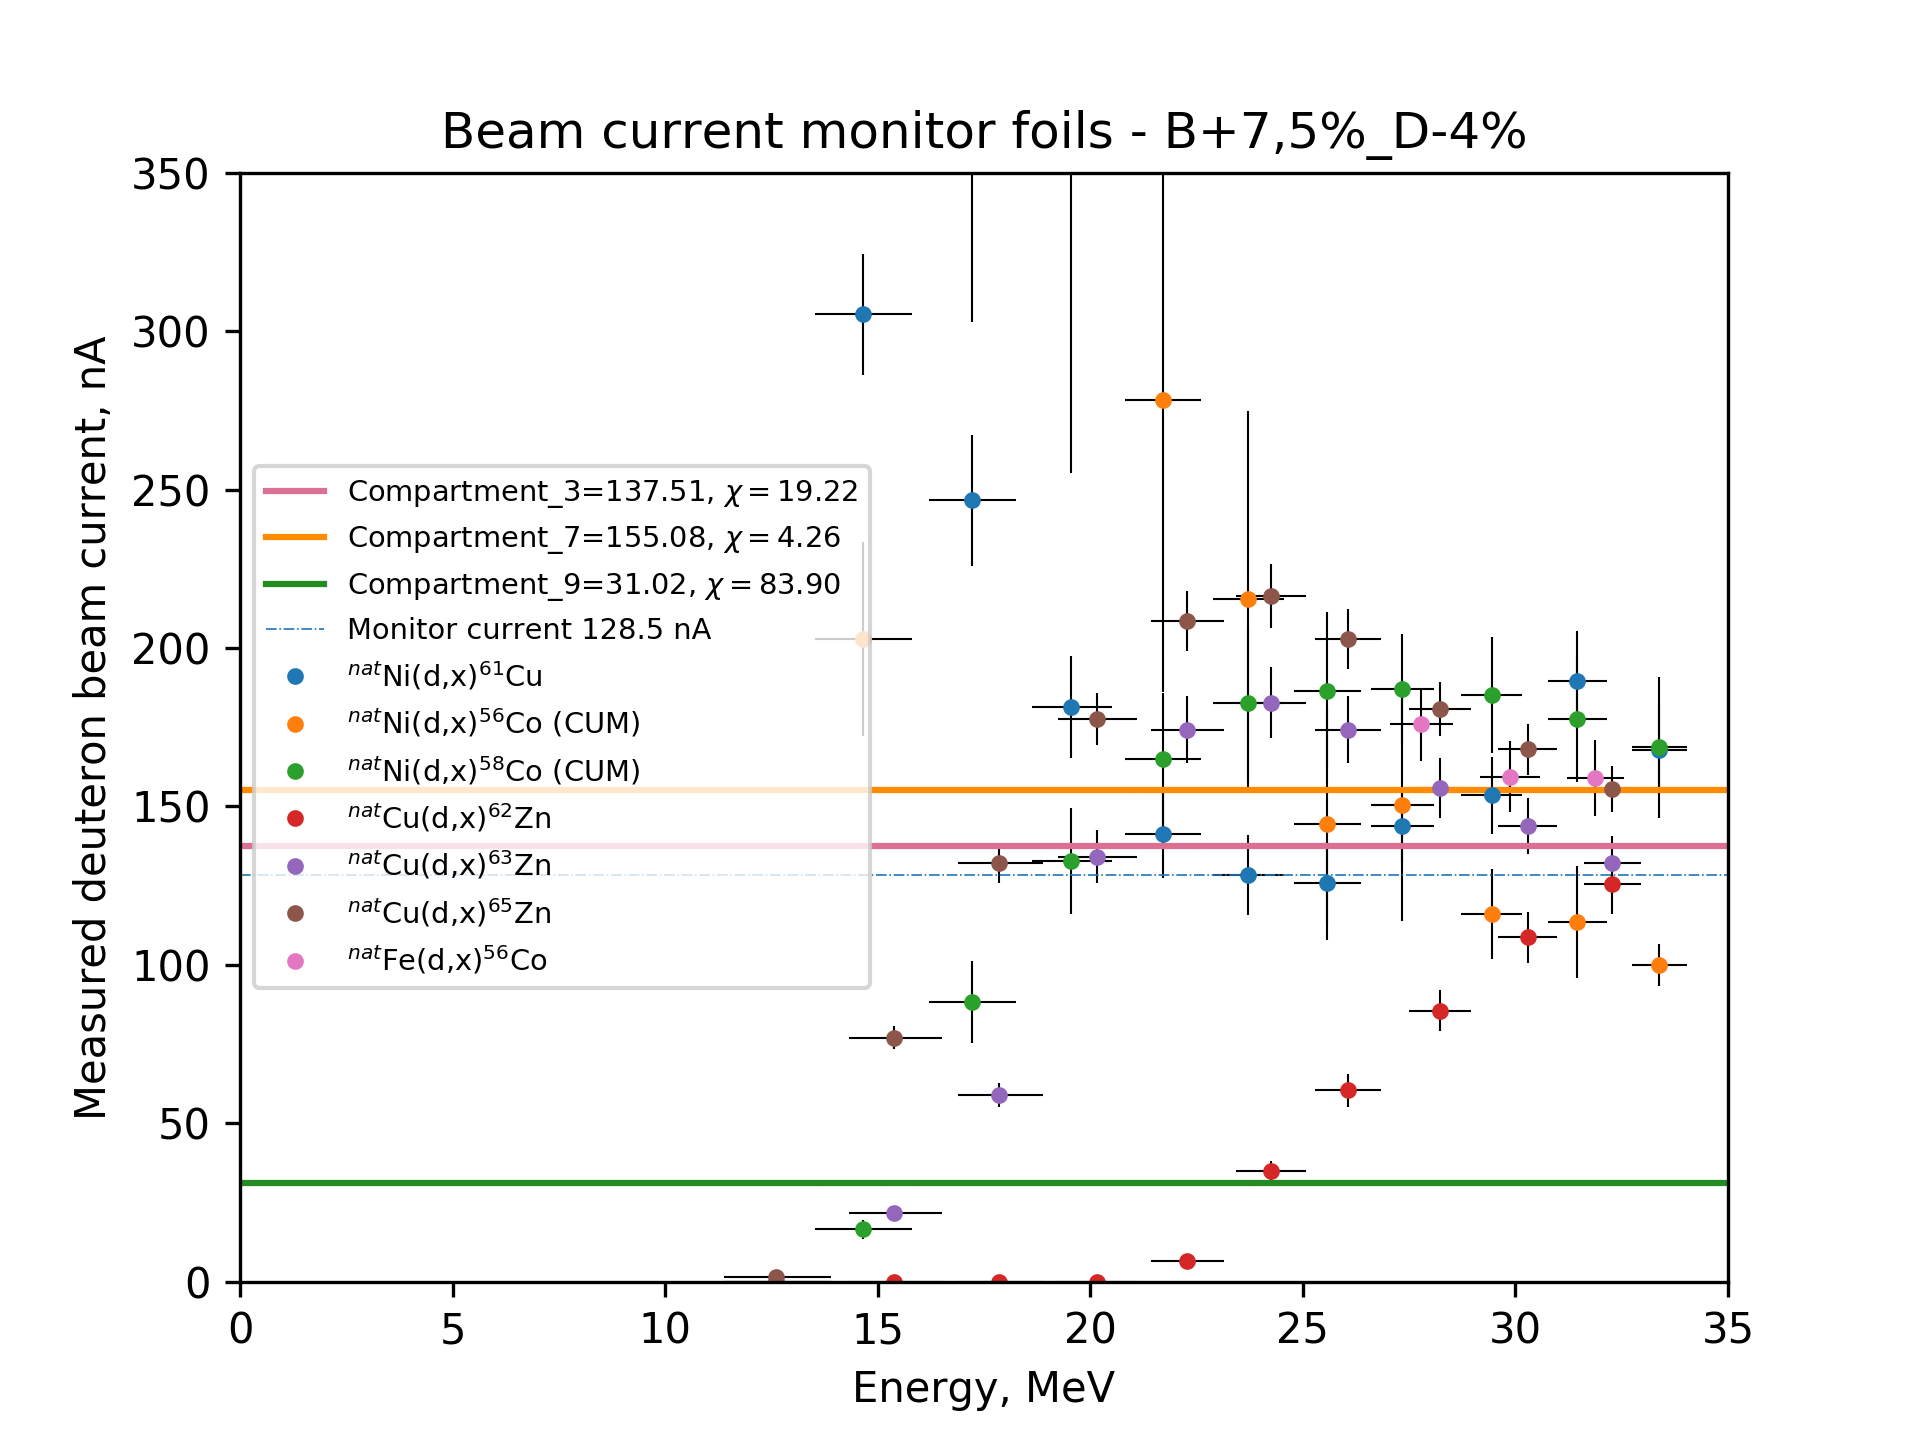 Beam current monitor foils - B+7,5%_D-4%
Measured deuteron beam current, nA
350
300
250
200
150
100
50
0
Compartment_3=137.51, χ = 19.22
Compartment_7=155.08, χ = 4.26
Compartment_9=31.02, χ = 83.90
Monitor current 128.5 nA
ⁿᵃᵗNi(d,x)⁶¹Cu
ⁿᵃᵗNi(d,x)⁵⁶Co (CUM)
ⁿᵃᵗNi(d,x)⁵⁸Co (CUM)
ⁿᵃᵗCu(d,x)⁶²Zn
ⁿᵃᵗCu(d,x)⁶³Zn
ⁿᵃᵗCu(d,x)⁶⁵Zn
ⁿᵃᵗFe(d,x)⁵⁶Co
0 5 10 15 20 25 30 35
Energy, MeV